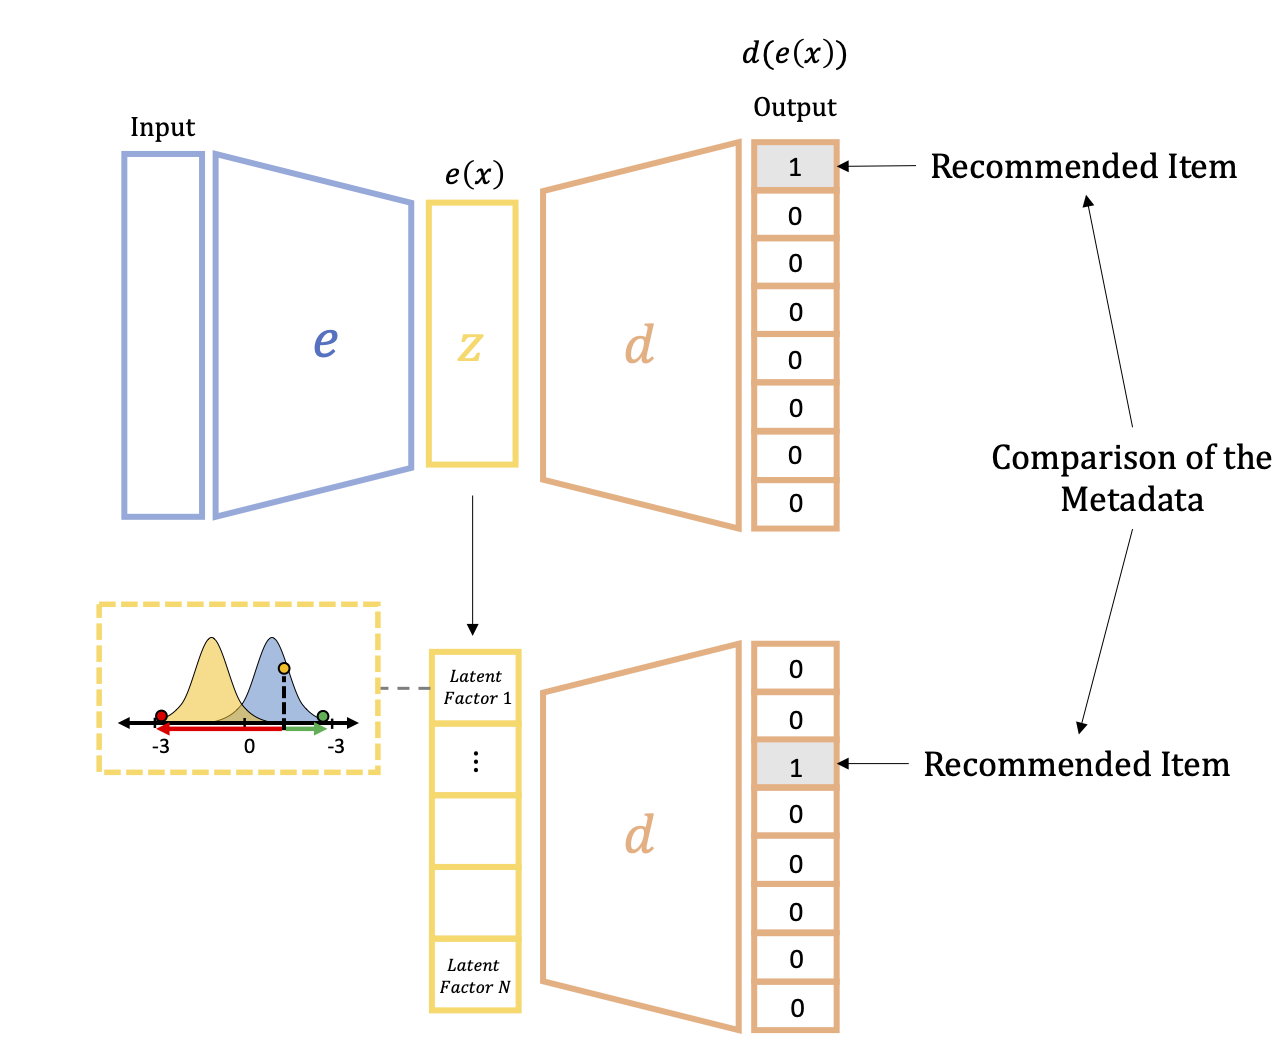 d(e(x))
Output
Input
e(x)
e
z
d
1
0
0
0
0
0
0
0
Recommended Item
Comparison of the
Metadata
-3
0
-3
Latent
Factor 1
⋮
Latent
Factor N
d
0
0
1
0
0
0
0
0
Recommended Item